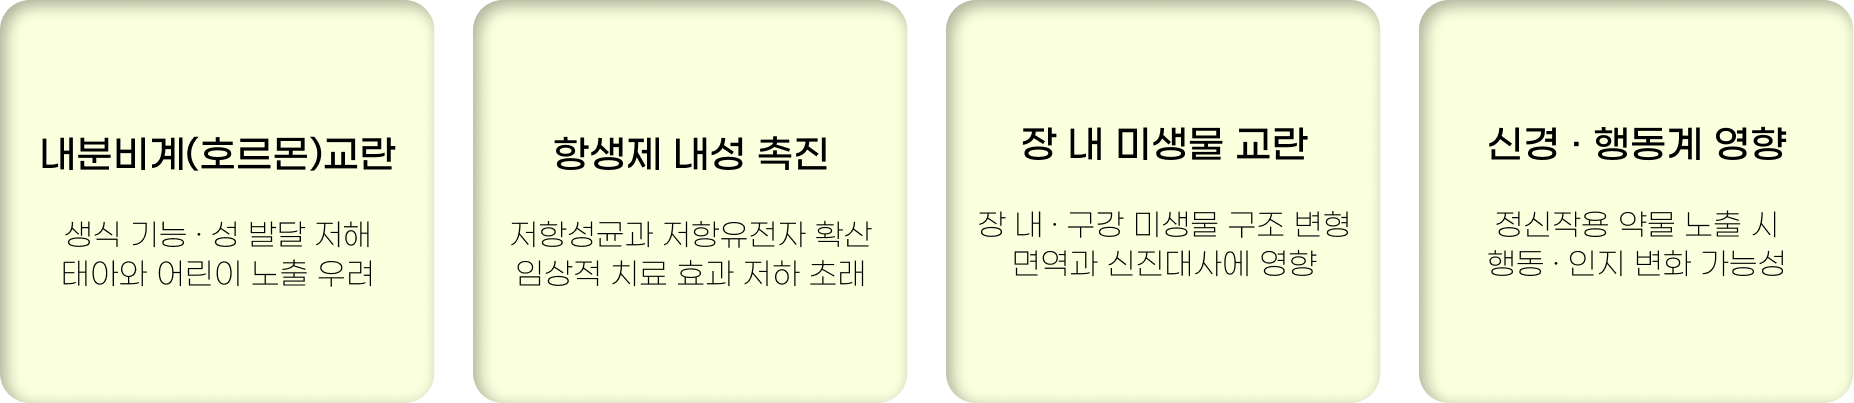 내분비계(호르몬)교란
생식 기능 · 성 발달 저해
태아와 어린이 노출 우려
항생제 내성 촉진
저항성균과 저항유전자 확산
임상적 치료 효과 저하 초래
장 내 미생물 교란
장 내 · 구강 미생물 구조 변형
면역과 신진대사에 영향
신경 · 행동계 영향
정신작용 약물 노출 시
행동 · 인지 변화 가능성